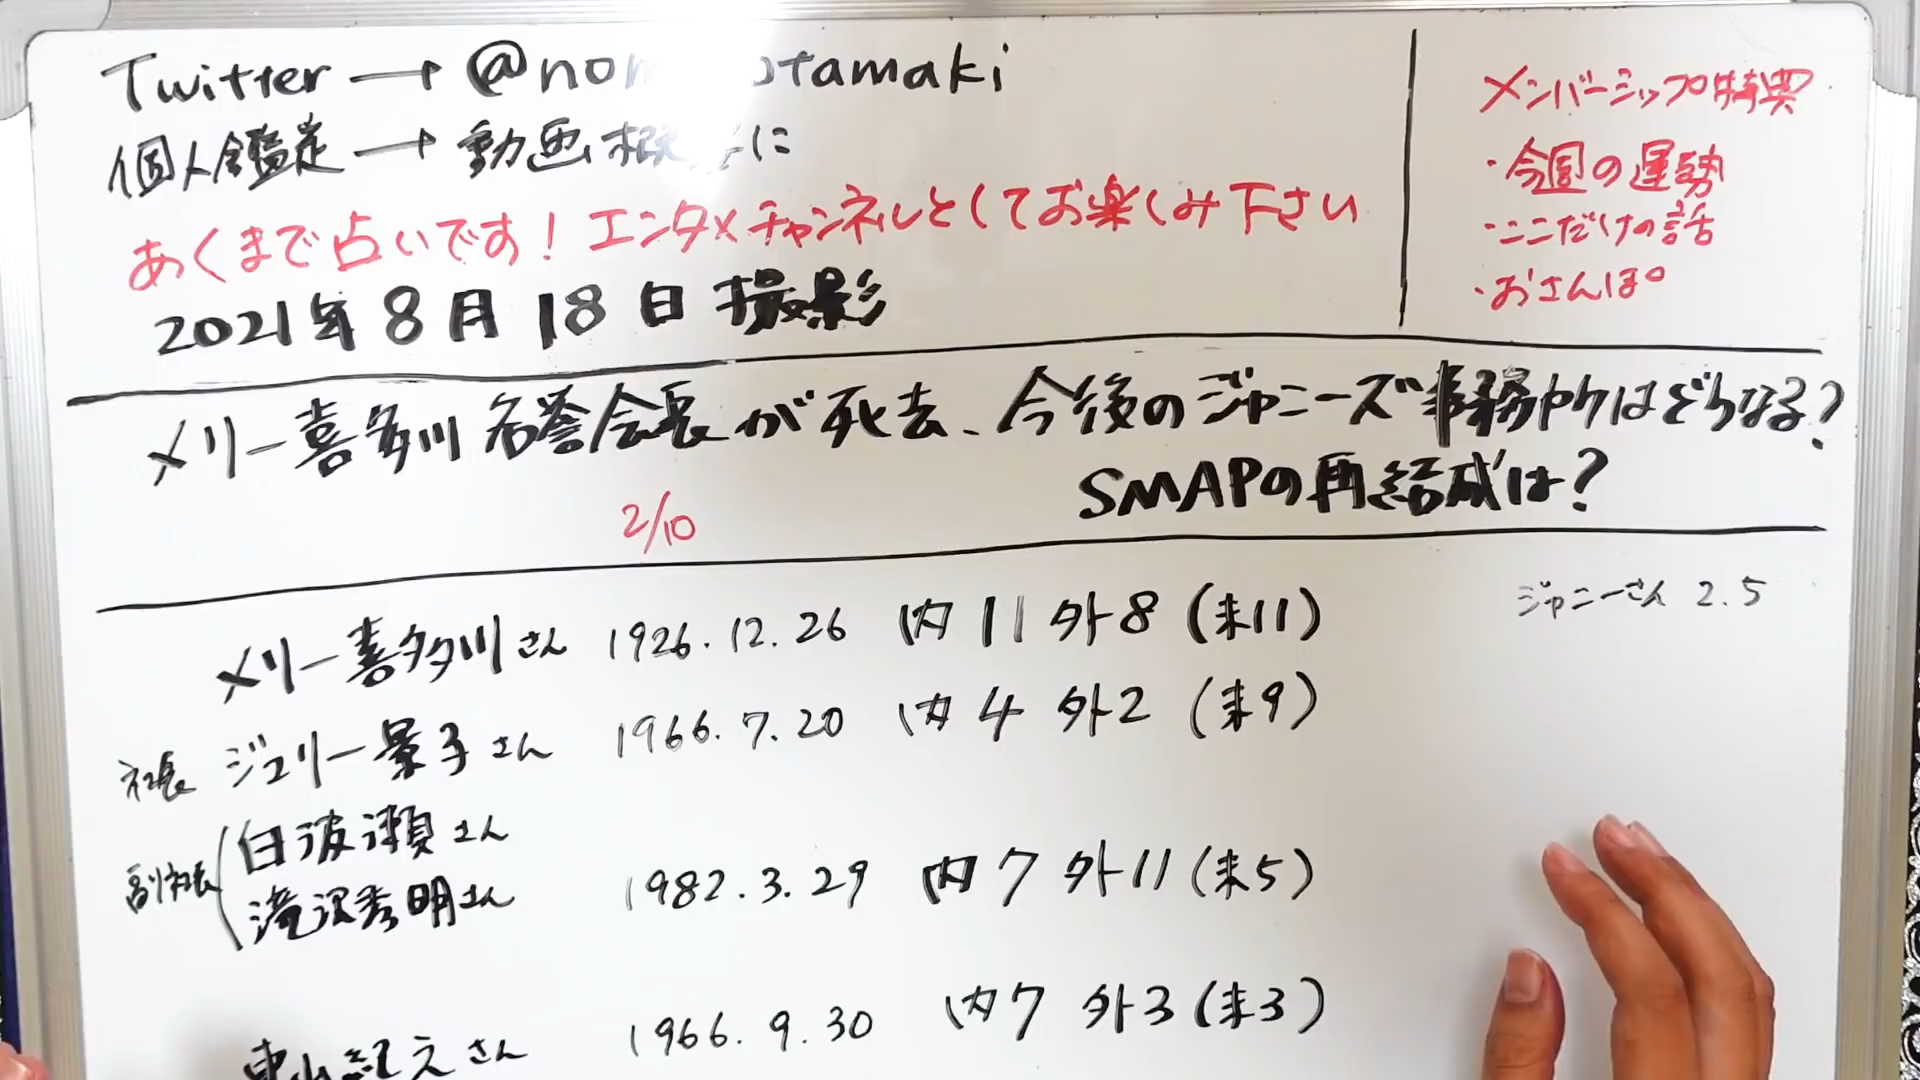 Twitter → @nom otamaki
個人鑑定 → 動画概 に
あくまで占いです! エンタメチャンネルとしてお楽しみ下さい
2021年8月18日撮影
メンバーシップ特典
・今週の運勢
・ここだけの話
・おさんぽ
メリー喜多川名誉会長が死去、今後のジャニーズ事務所はどうなる?
SMAPの再結成は?
2/10
ジャニーさん 2.5
メリー喜多川さん 1926.12.26 内11 外8 (未11)
社長 ジュリー景子さん 1966.7.20 内4 外2 (未9)
副社長 白波瀬さん
滝沢秀明さん 1982.3.29 内7 外11 (未5)
東山紀之さん 1966.9.30 内7 外3 (未3)